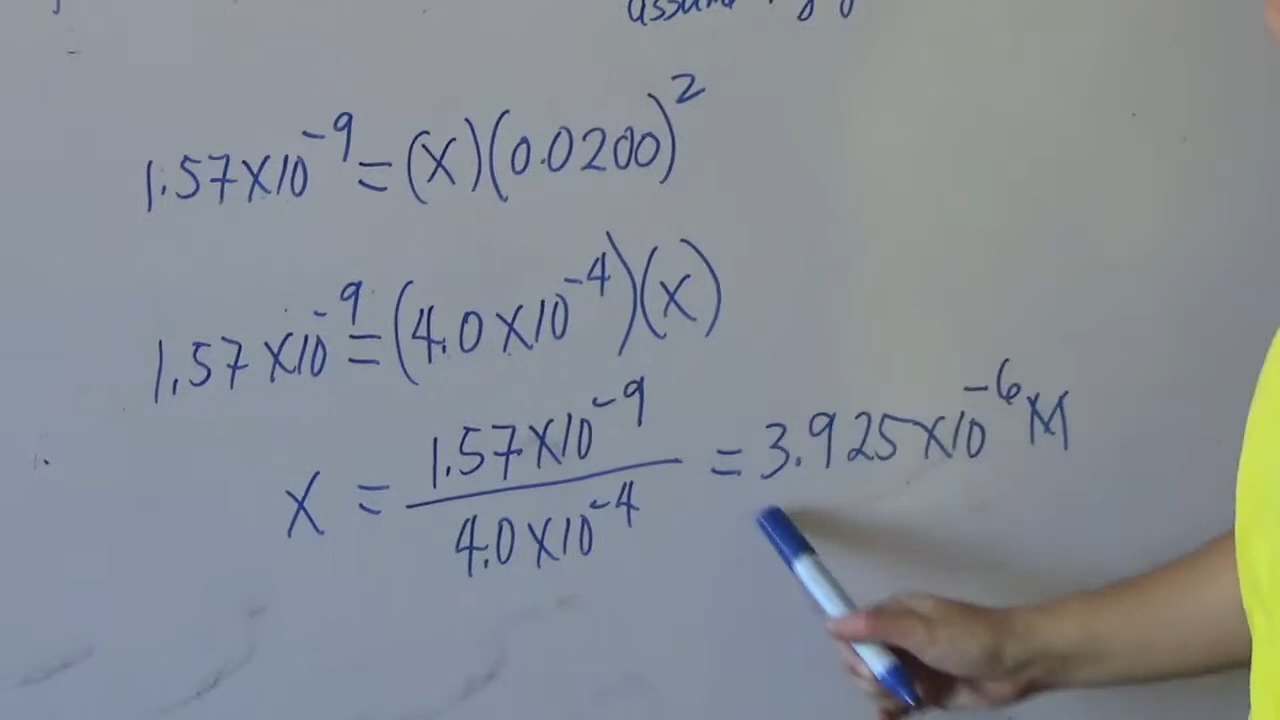 1.57X10⁻⁹ = (X)(0.0200)²
1.57X10⁻⁹ = (4.0X10⁻⁴)(X)
X = 1.57X10⁻⁹ / 4.0X10⁻⁴ = 3.925X10⁻⁶ M